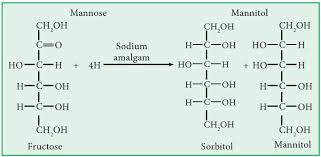 Mannose Mannitol
CH₂OH CH₂OH CH₂OH
C=O Sodium H—C—OH HO—C—H
amalgam
HO—C—H + 4H HO—C—H + HO—C—H
H—C—OH H—C—OH H—C—OH
H—C—OH H—C—OH H—C—OH
CH₂OH CH₂OH CH₂OH
Fructose Sorbitol Mannitol